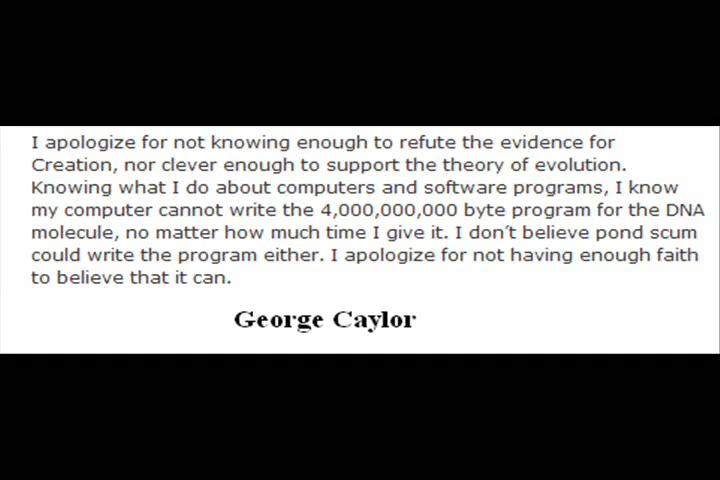 I apologize for not knowing enough to refute the evidence for
Creation, nor clever enough to support the theory of evolution.
Knowing what I do about computers and software programs, I know
my computer cannot write the 4,000,000,000 byte program for the DNA
molecule, no matter how much time I give it. I don’t believe pond scum
could write the program either. I apologize for not having enough faith
to believe that it can.
George Caylor